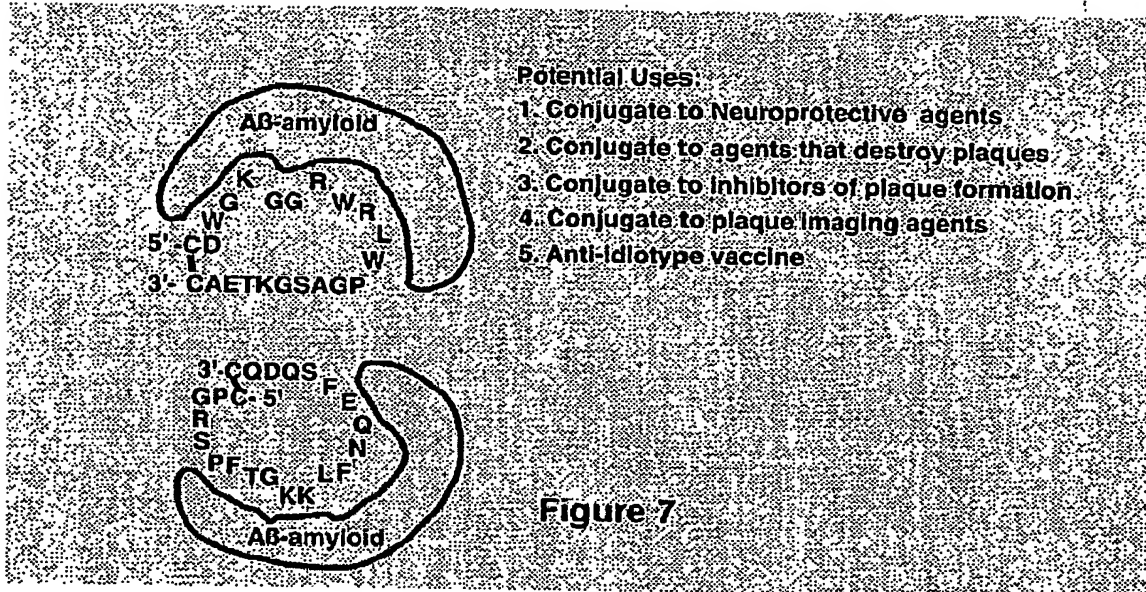 Potential Uses:
1. Conjugate to Neuroprotective agents
2. Conjugate to agents that destroy plaques
3. Conjugate to inhibitors of plaque formation
4. Conjugate to plaque imaging agents
5. Anti-idiotype vaccine
Aß-amyloid
K GG R
G W R
W L
5'-CD W
3'- CAETKGSAGP
3'-CQDQS F
GPC- 5' E
R Q
S N
PF TG KK LF
Aß-amyloid
Figure 7